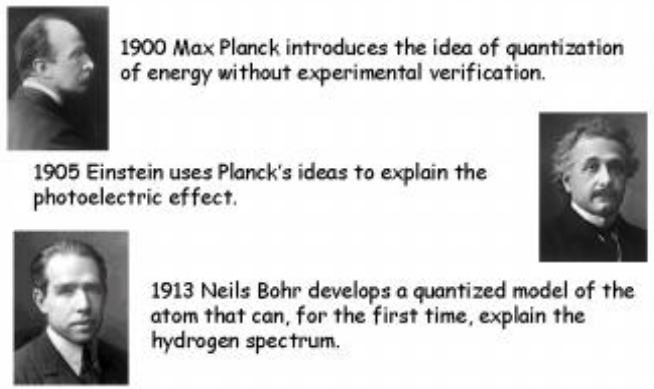 1900 Max Planck introduces the idea of quantization
of energy without experimental verification.
1905 Einstein uses Planck's ideas to explain the
photoelectric effect.
1913 Neils Bohr develops a quantized model of the
atom that can, for the first time, explain the
hydrogen spectrum.